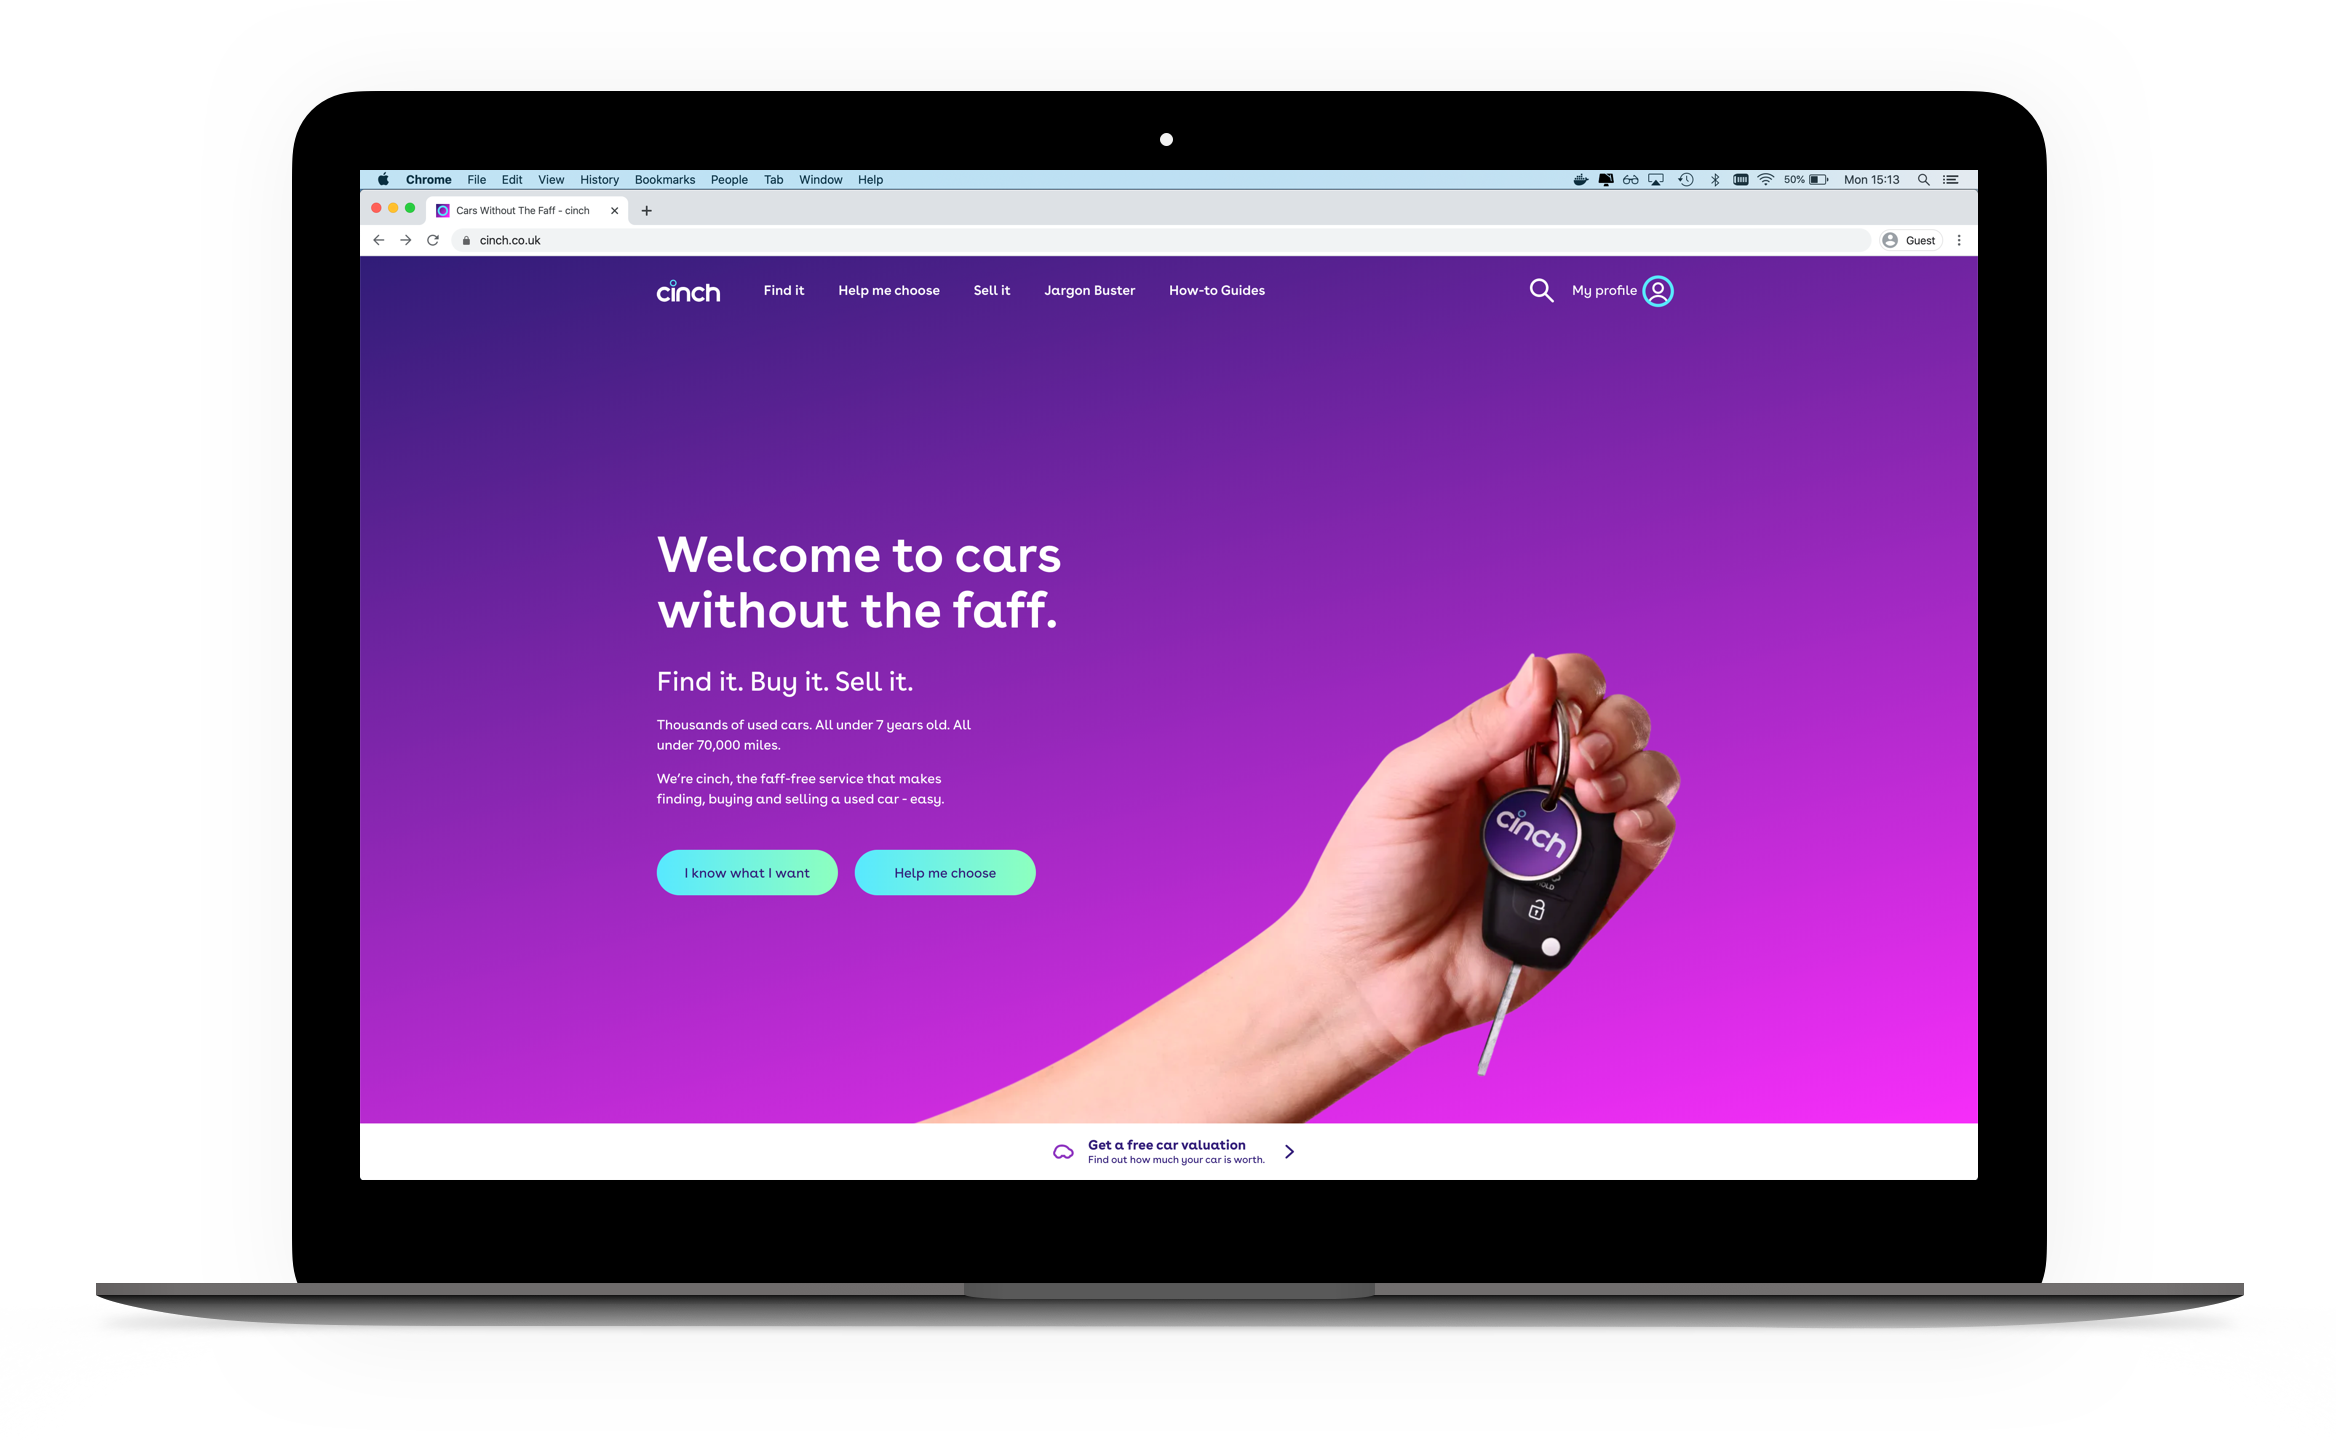 Chrome File Edit View History Bookmarks People Tab Window Help 50% Mon 15:13
Cars Without The Faff - cinch
cinch.co.uk Guest
cinch Find it Help me choose Sell it Jargon Buster How-to Guides My profile
Welcome to cars
without the faff.
Find it. Buy it. Sell it.
Thousands of used cars. All under 7 years old. All
under 70,000 miles.
We're cinch, the faff-free service that makes
finding, buying and selling a used car - easy.
I know what I want Help me choose
cinch
Get a free car valuation
Find out how much your car is worth.